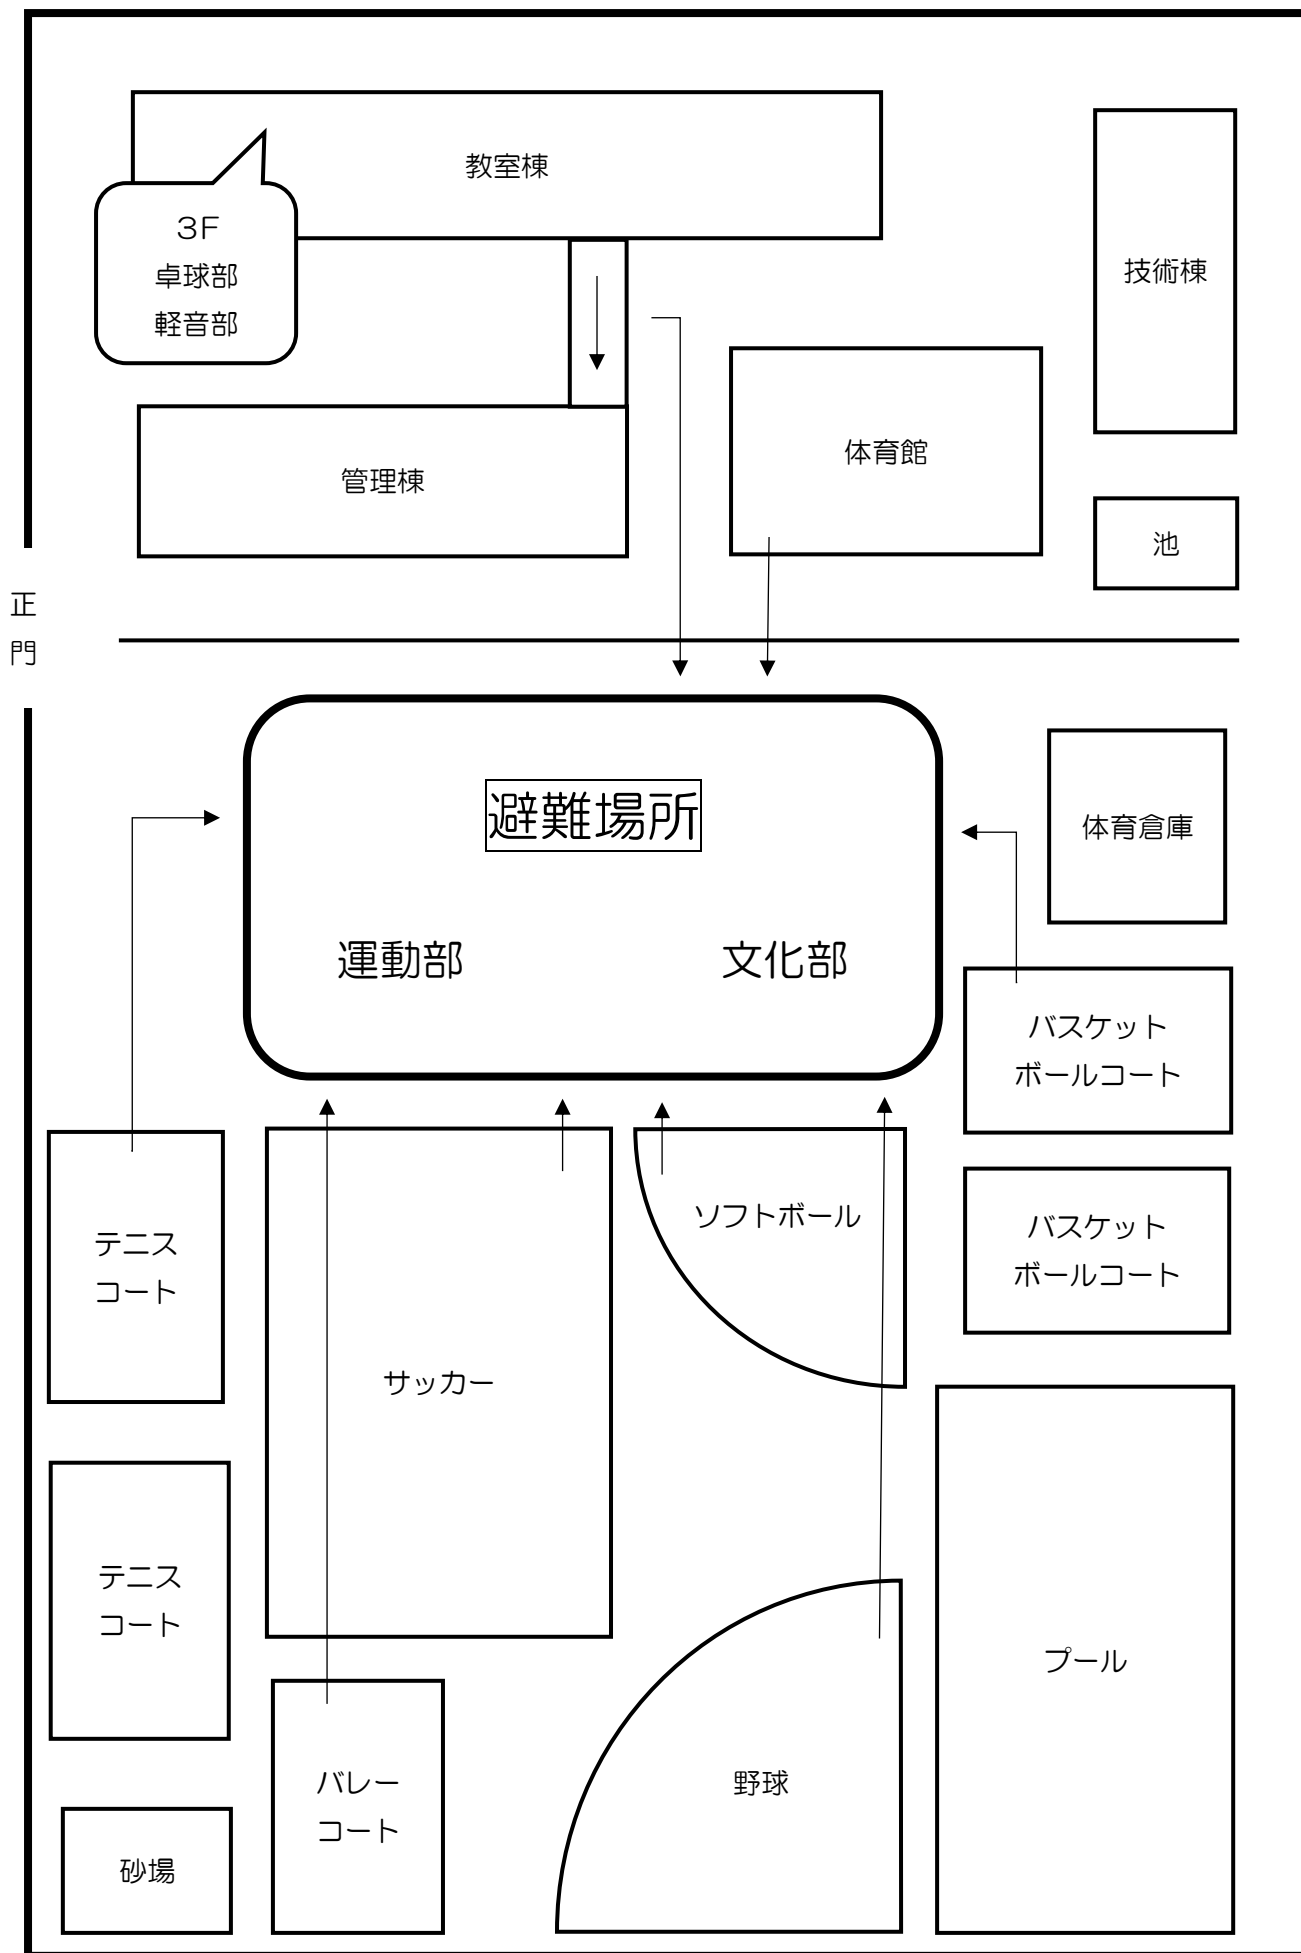 教室棟
3F
卓球部
軽音部
技術棟
管理棟
体育館
池
正
門
避難場所
体育倉庫
運動部
文化部
バスケット
ボールコート
テニス
コート
サッカー
ソフトボール
バスケット
ボールコート
テニス
コート
プール
バレー
コート
野球
砂場